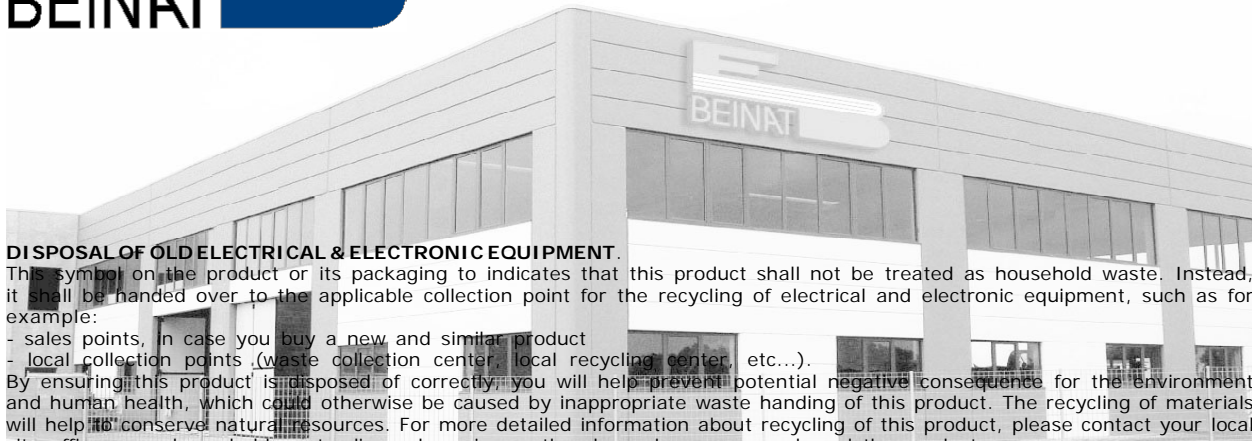 BEINAT
BEINAT
DISPOSAL OF OLD ELECTRICAL & ELECTRONIC EQUIPMENT.
This symbol on the product or its packaging to indicates that this product shall not be treated as household waste. Instead,
it shall be handed over to the applicable collection point for the recycling of electrical and electronic equipment, such as for
example:
- sales points, in case you buy a new and similar product
- local collection points (waste collection center, local recycling center, etc...).
By ensuring this product is disposed of correctly, you will help prevent potential negative consequence for the environment
and human health, which could otherwise be caused by inappropriate waste handing of this product. The recycling of materials
will help to conserve natural resources. For more detailed information about recycling of this product, please contact your local